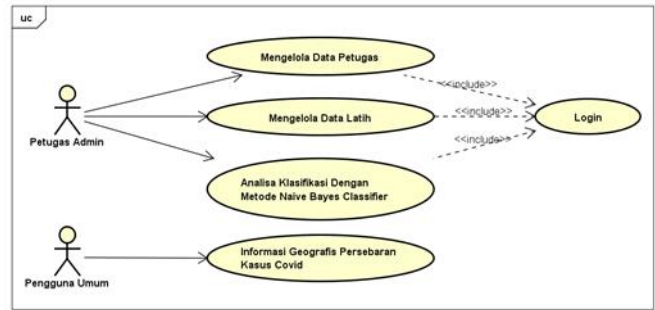 uc
Mengelola Data Petugas
<<include>>
Mengelola Data Latih
<<include>>
Login
Petugas Admin
<<include>>
Analisa Klasifikasi Dengan
Metode Naive Bayes Classifier
Informasi Geografis Persebaran
Kasus Covid
Pengguna Umum